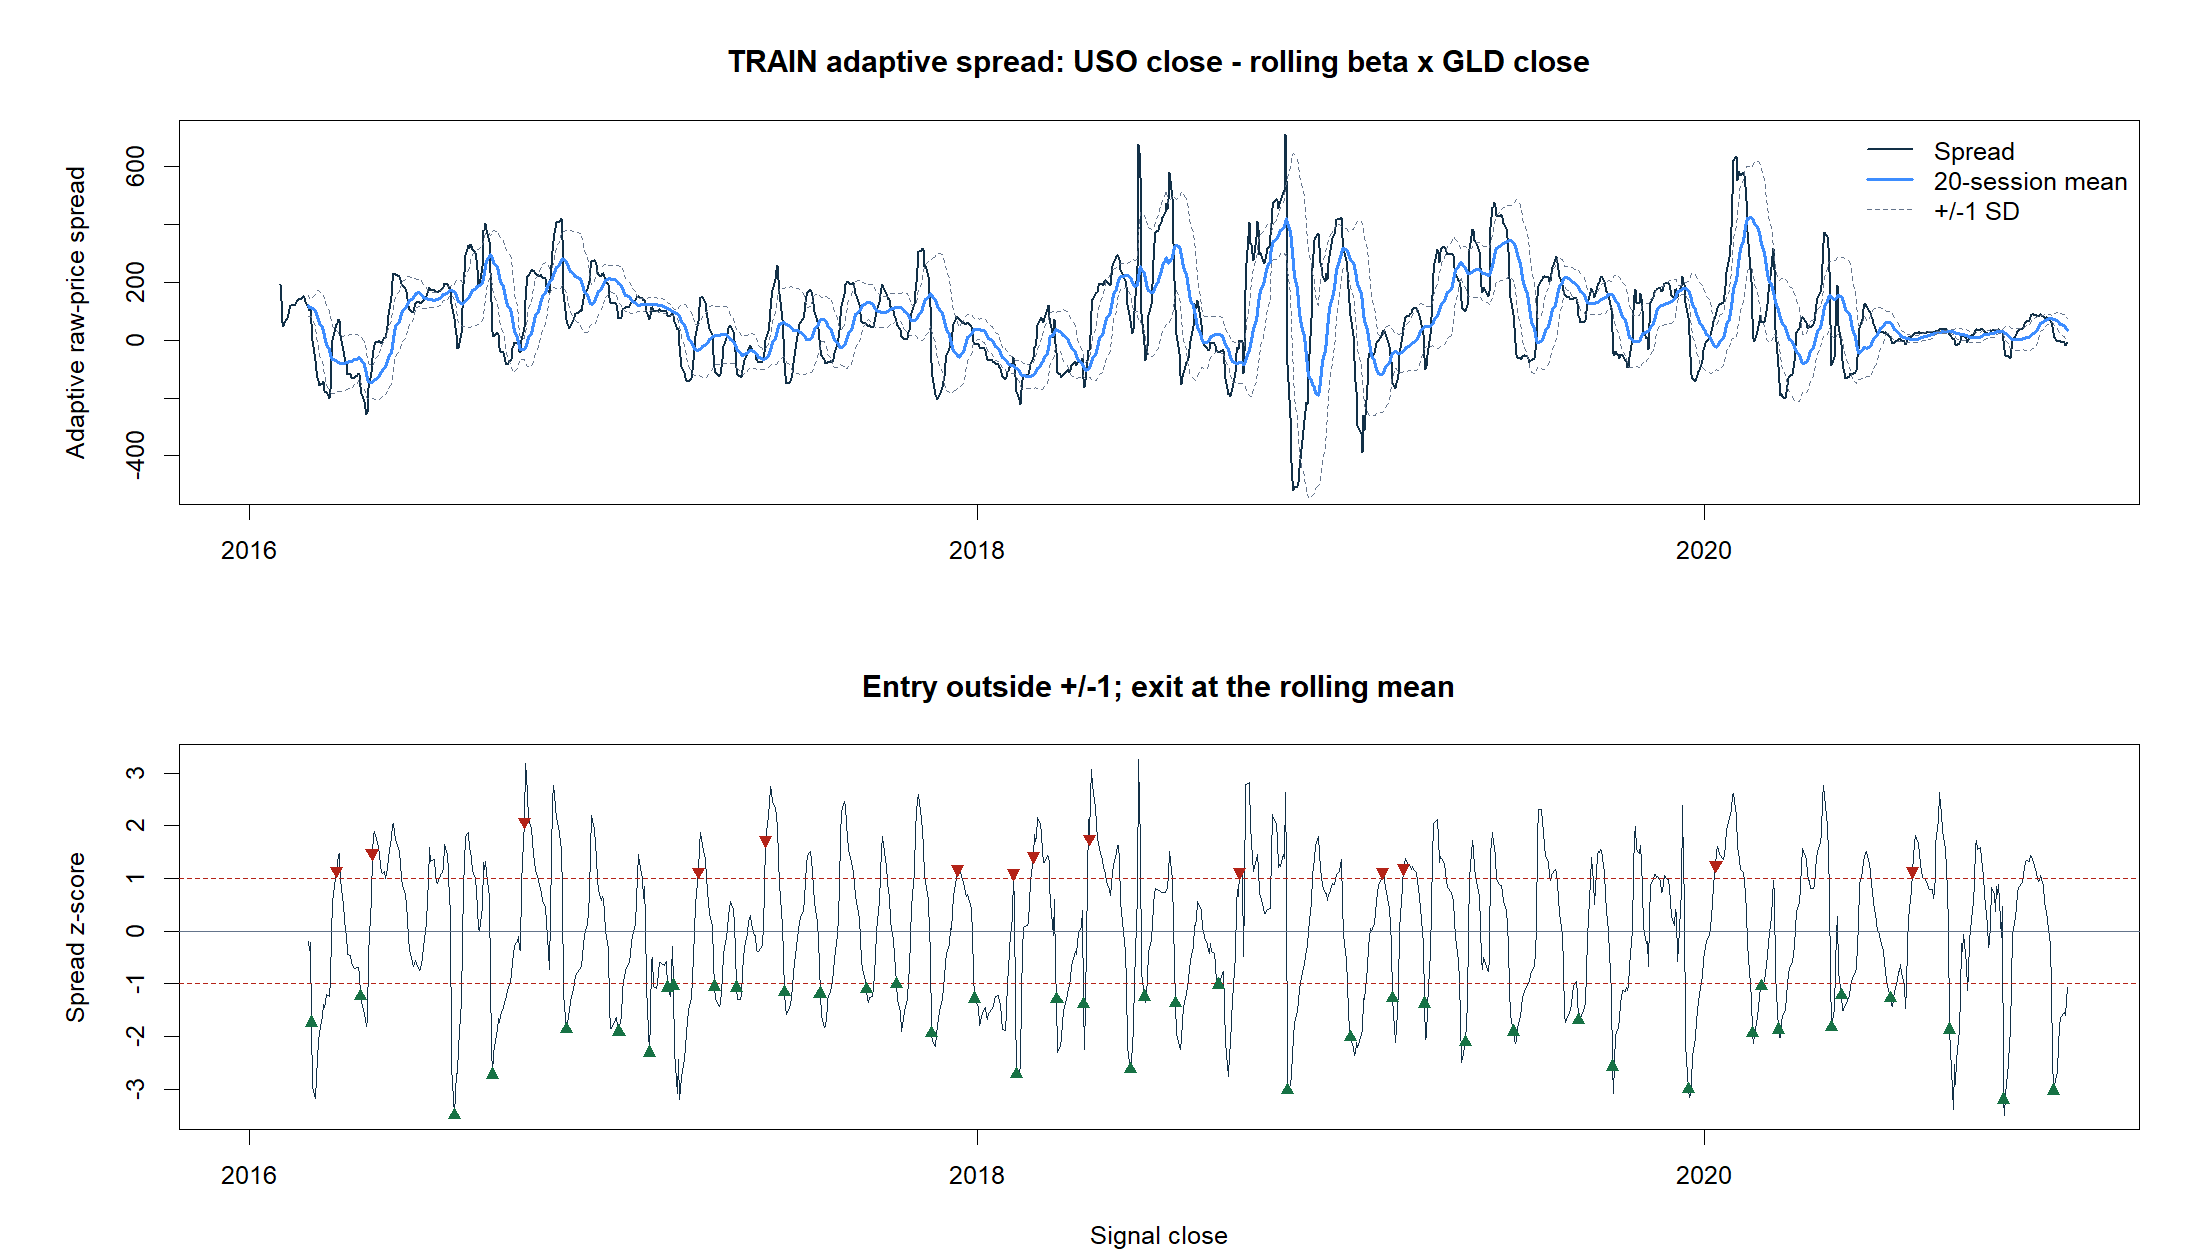 TRAIN adaptive spread: USO close - rolling beta x GLD close
Adaptive raw-price spread
600
200
0
-400
Spread
20-session mean
+/-1 SD
2016
2018
2020
Entry outside +/-1; exit at the rolling mean
Spread z-score
3
2
1
0
-1
-2
-3
2016
2018
2020
Signal close